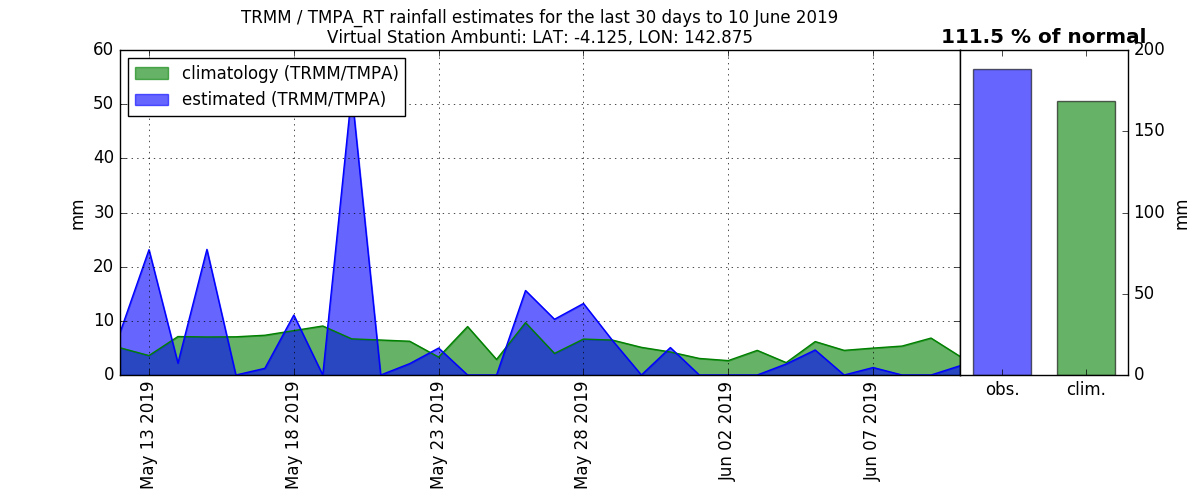 TRMM / TMPA_RT rainfall estimates for the last 30 days to 10 June 2019
Virtual Station Ambunti: LAT: -4.125, LON: 142.875
111.5 % of normal
climatology (TRMM/TMPA)
estimated (TRMM/TMPA)
60
50
40
30
20
10
0
mm
May 13 2019
May 18 2019
May 23 2019
May 28 2019
Jun 02 2019
Jun 07 2019
200
150
100
50
0
mm
obs.
clim.